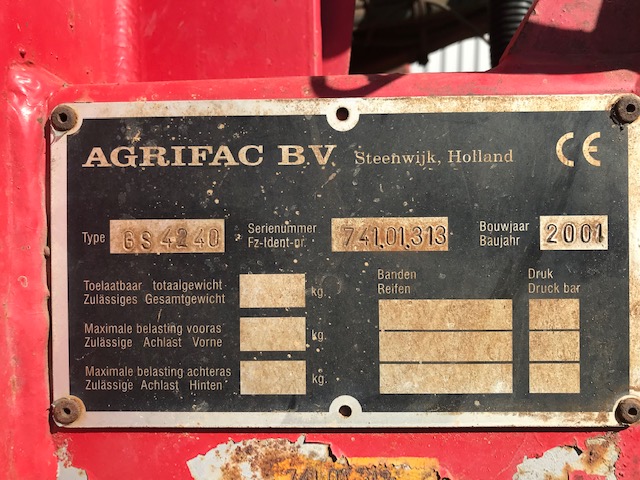 AGRIFAC B.V. Steenwijk, Holland CE
Type GS 4240 Serienummer 741,01,313 Bouwjaar 2001
Fz-Ident-nr. Baujahr
Toelaatbaar totaalgewicht kg. Banden Druk
Zulässiges Gesamtgewicht Reifen Druck bar
Maximale belasting vooras kg.
Zulässige Achlast Vorne
Maximale belasting achteras kg.
Zulässige Achlast Hinten